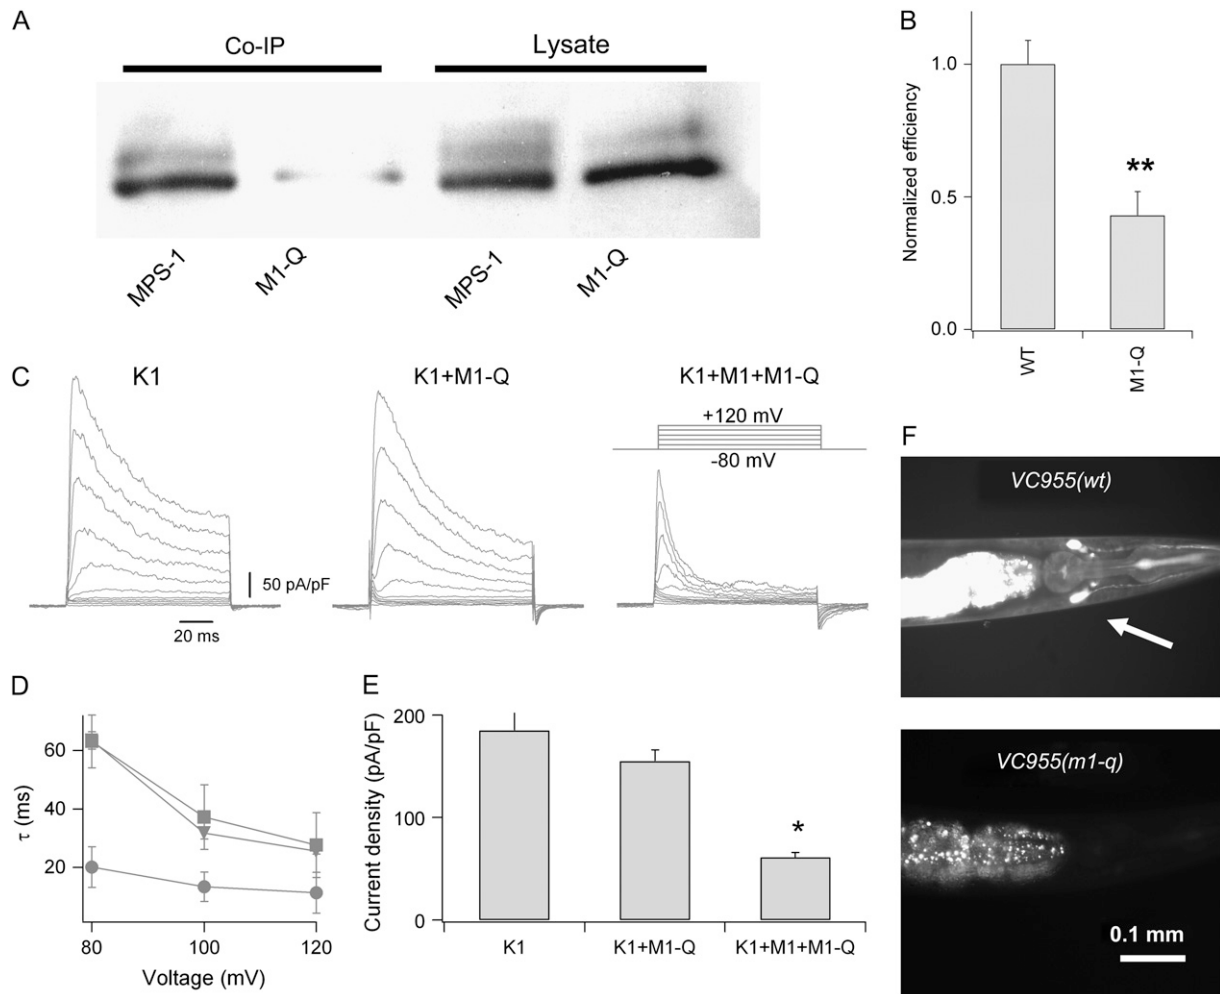 A
Co-IP
Lysate
MPS-1
M1-Q
MPS-1
M1-Q
B
Normalized efficiency
1.0
0.5
0.0
**
WT
M1-Q
C
K1
K1+M1-Q
K1+M1+M1-Q
+120 mV
-80 mV
50 pA/pF
20 ms
D
τ (ms)
60
40
20
80
100
120
Voltage (mV)
E
Current density (pA/pF)
200
100
0
*
K1
K1+M1-Q
K1+M1+M1-Q
F
VC955(wt)
VC955(m1-q)
0.1 mm